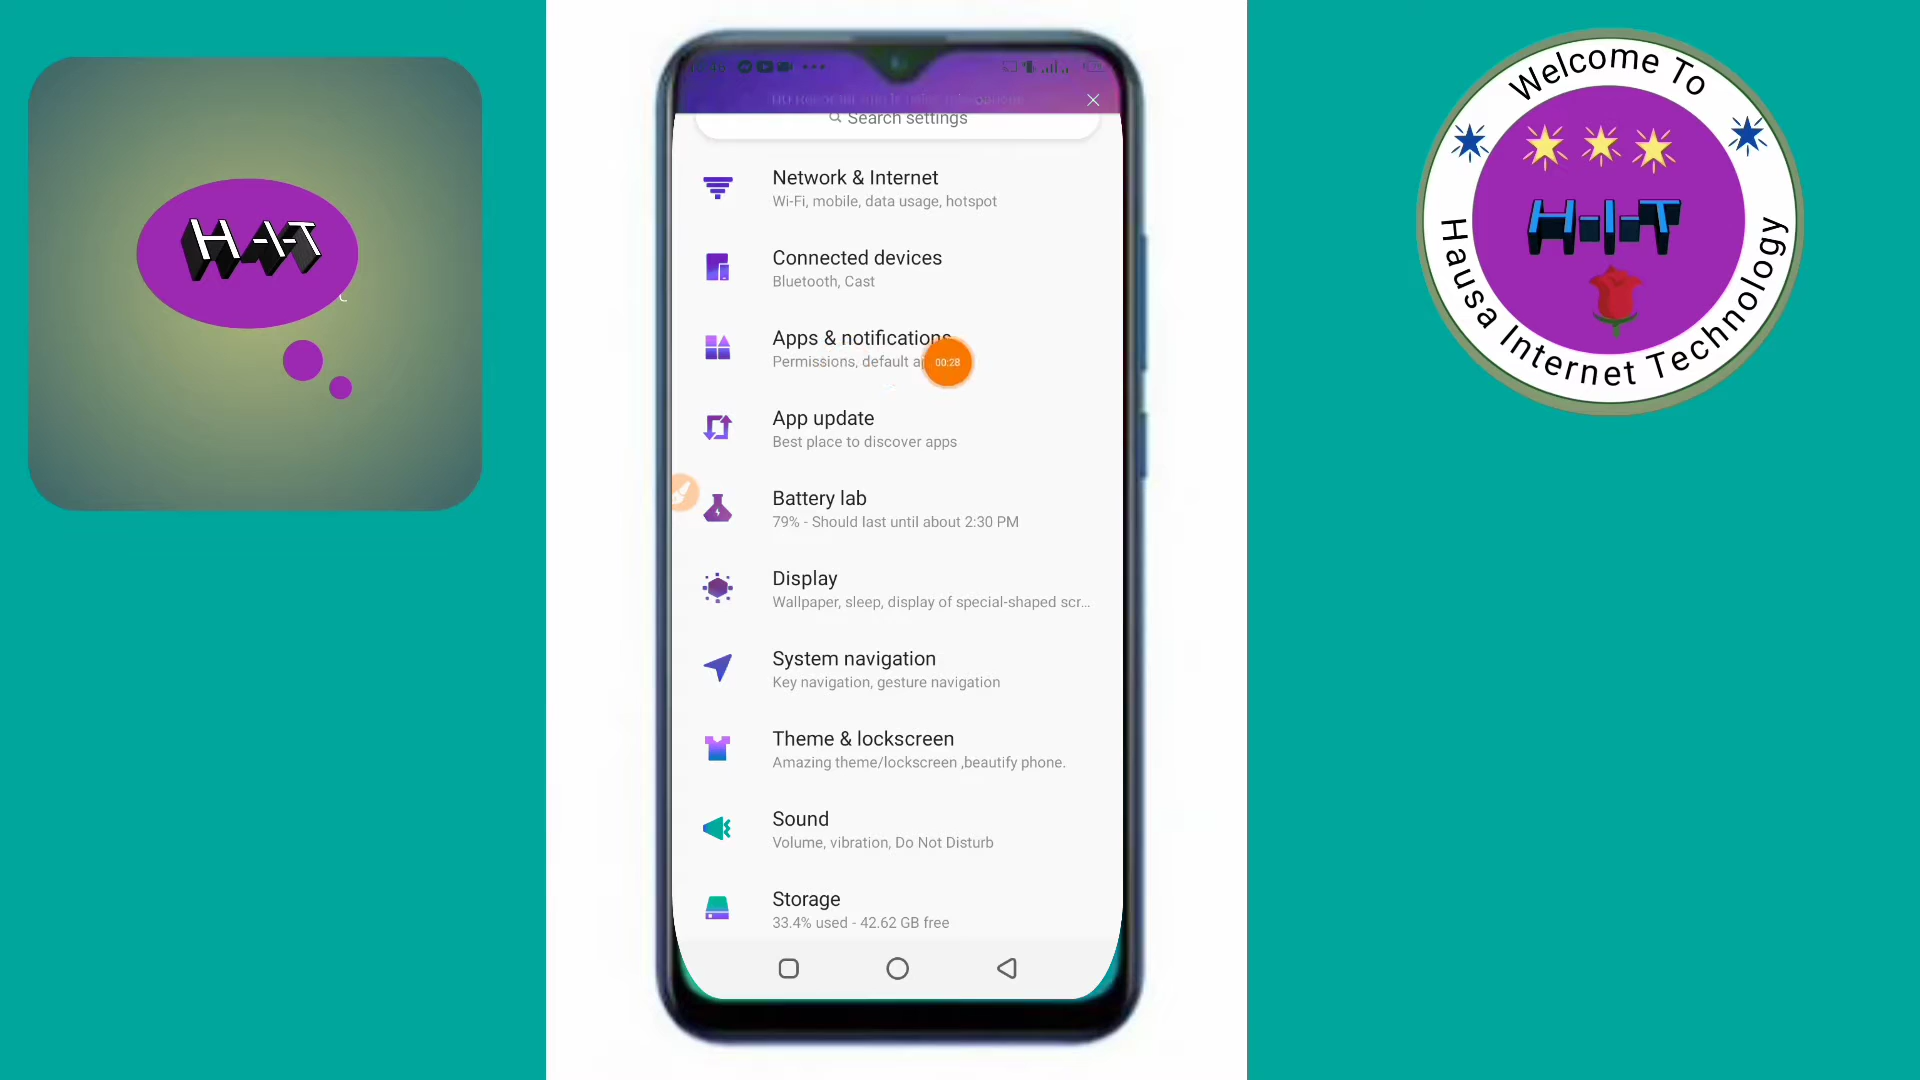 H-I-T
Search settings
Network & Internet
Wi-Fi, mobile, data usage, hotspot
Connected devices
Bluetooth, Cast
Apps & notifications
Permissions, default
00:28
App update
Best place to discover apps
Battery lab
79% - Should last until about 2:30 PM
Display
Wallpaper, sleep, display of special-shaped scr...
System navigation
Key navigation, gesture navigation
Theme & lockscreen
Amazing theme/lockscreen ,beautify phone.
Sound
Volume, vibration, Do Not Disturb
Storage
33.4% used - 42.62 GB free
Welcome To
H-I-T
Hausa Internet Technology